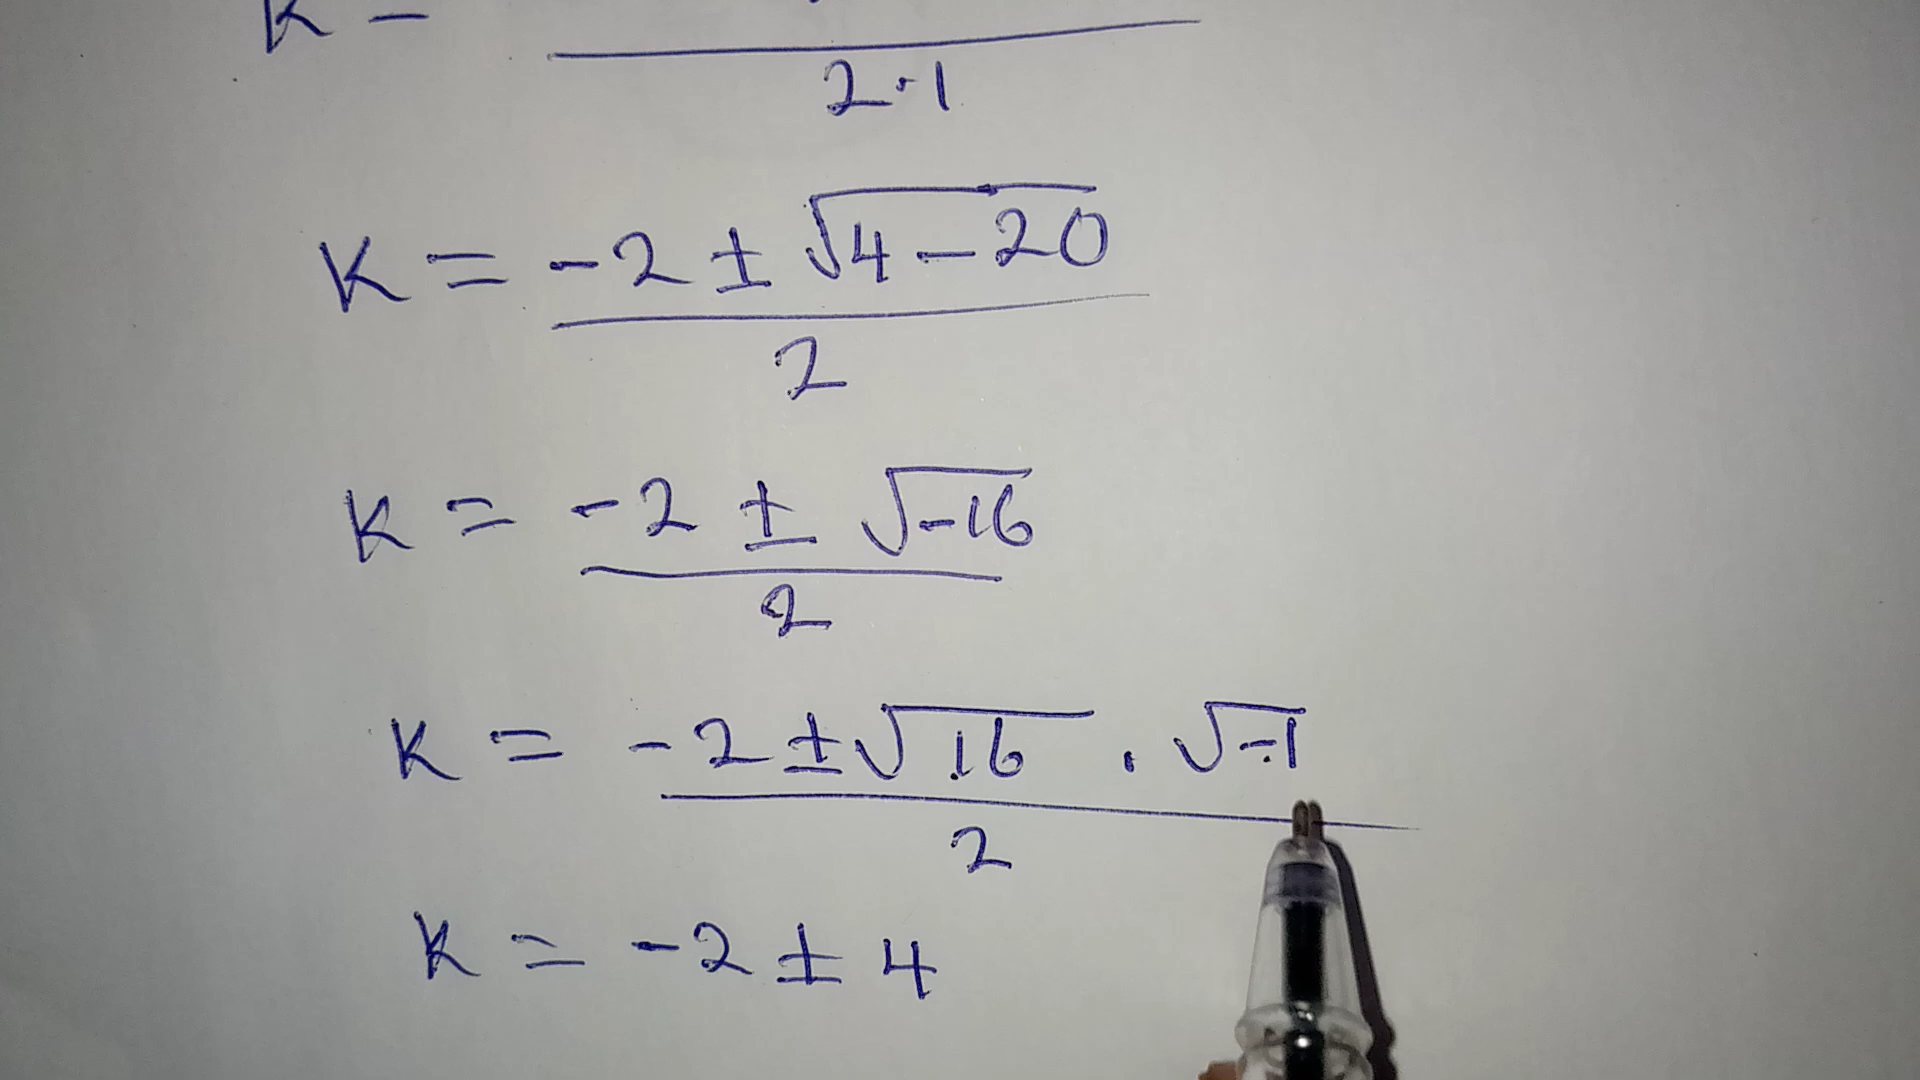 K =
2·1
K = -2 ± √4-20
2
K = -2 ± √-16
2
K = -2 ± √16 . √-1
2
K = -2 ± 4